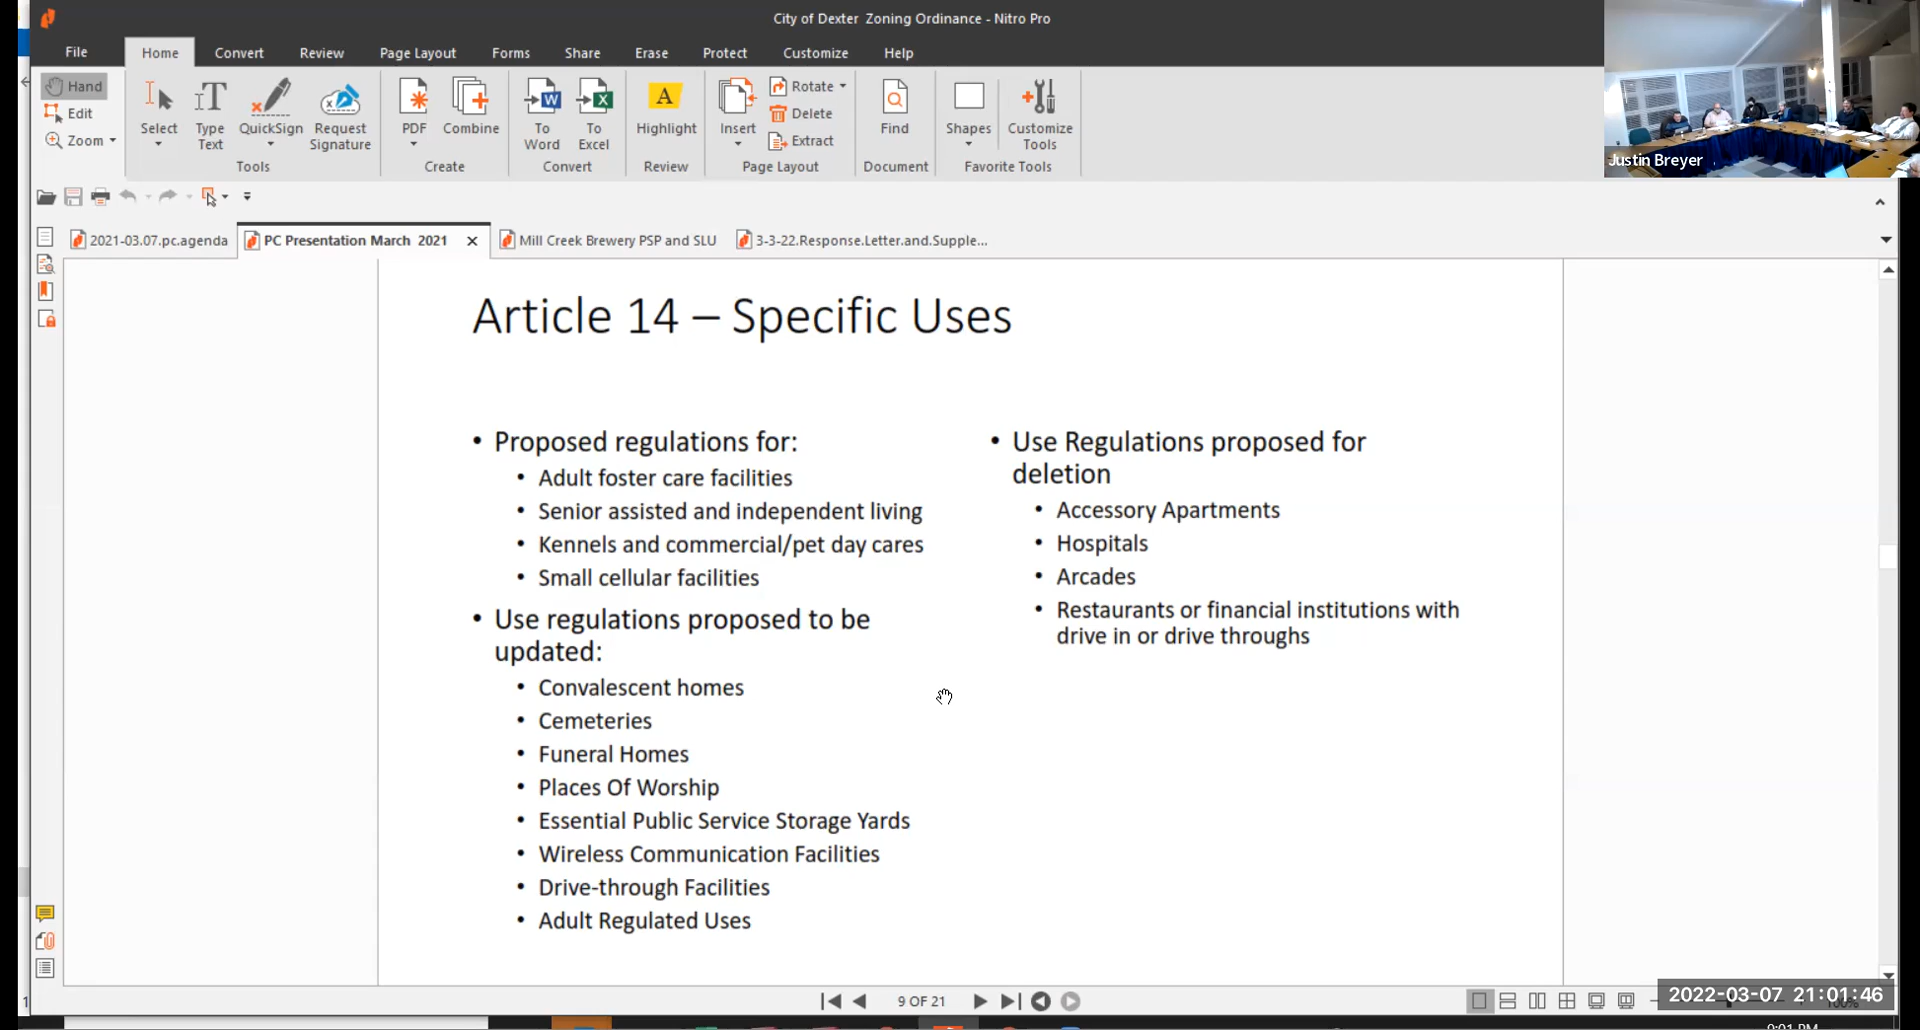 City of Dexter Zoning Ordinance - Nitro Pro
File
Home
Convert
Review
Page Layout
Forms
Share
Erase
Protect
Customize
Help
Hand
Edit
Zoom
Select
Type
Text
QuickSign
Request
Signature
Tools
PDF
Combine
Create
To
Word
To
Excel
Convert
Highlight
Review
Insert
Rotate
Delete
Extract
Page Layout
Find
Document
Shapes
Customize
Tools
Favorite Tools
Justin Breyer
2021-03.07.pc.agenda
PC Presentation March 2021
Mill Creek Brewery PSP and SLU
3-3-22.Response.Letter.and.Supple...
Article 14 – Specific Uses
• Proposed regulations for:
• Adult foster care facilities
• Senior assisted and independent living
• Kennels and commercial/pet day cares
• Small cellular facilities
• Use regulations proposed to be
updated:
• Convalescent homes
• Cemeteries
• Funeral Homes
• Places Of Worship
• Essential Public Service Storage Yards
• Wireless Communication Facilities
• Drive-through Facilities
• Adult Regulated Uses
• Use Regulations proposed for
deletion
• Accessory Apartments
• Hospitals
• Arcades
• Restaurants or financial institutions with
drive in or drive throughs
9 OF 21
2022-03-07 21:01:46